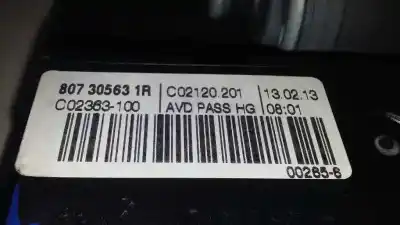 807 30563 1R C02120.201 13.02.13
C02363-100 AVD PASS HG 08:01
00265-6